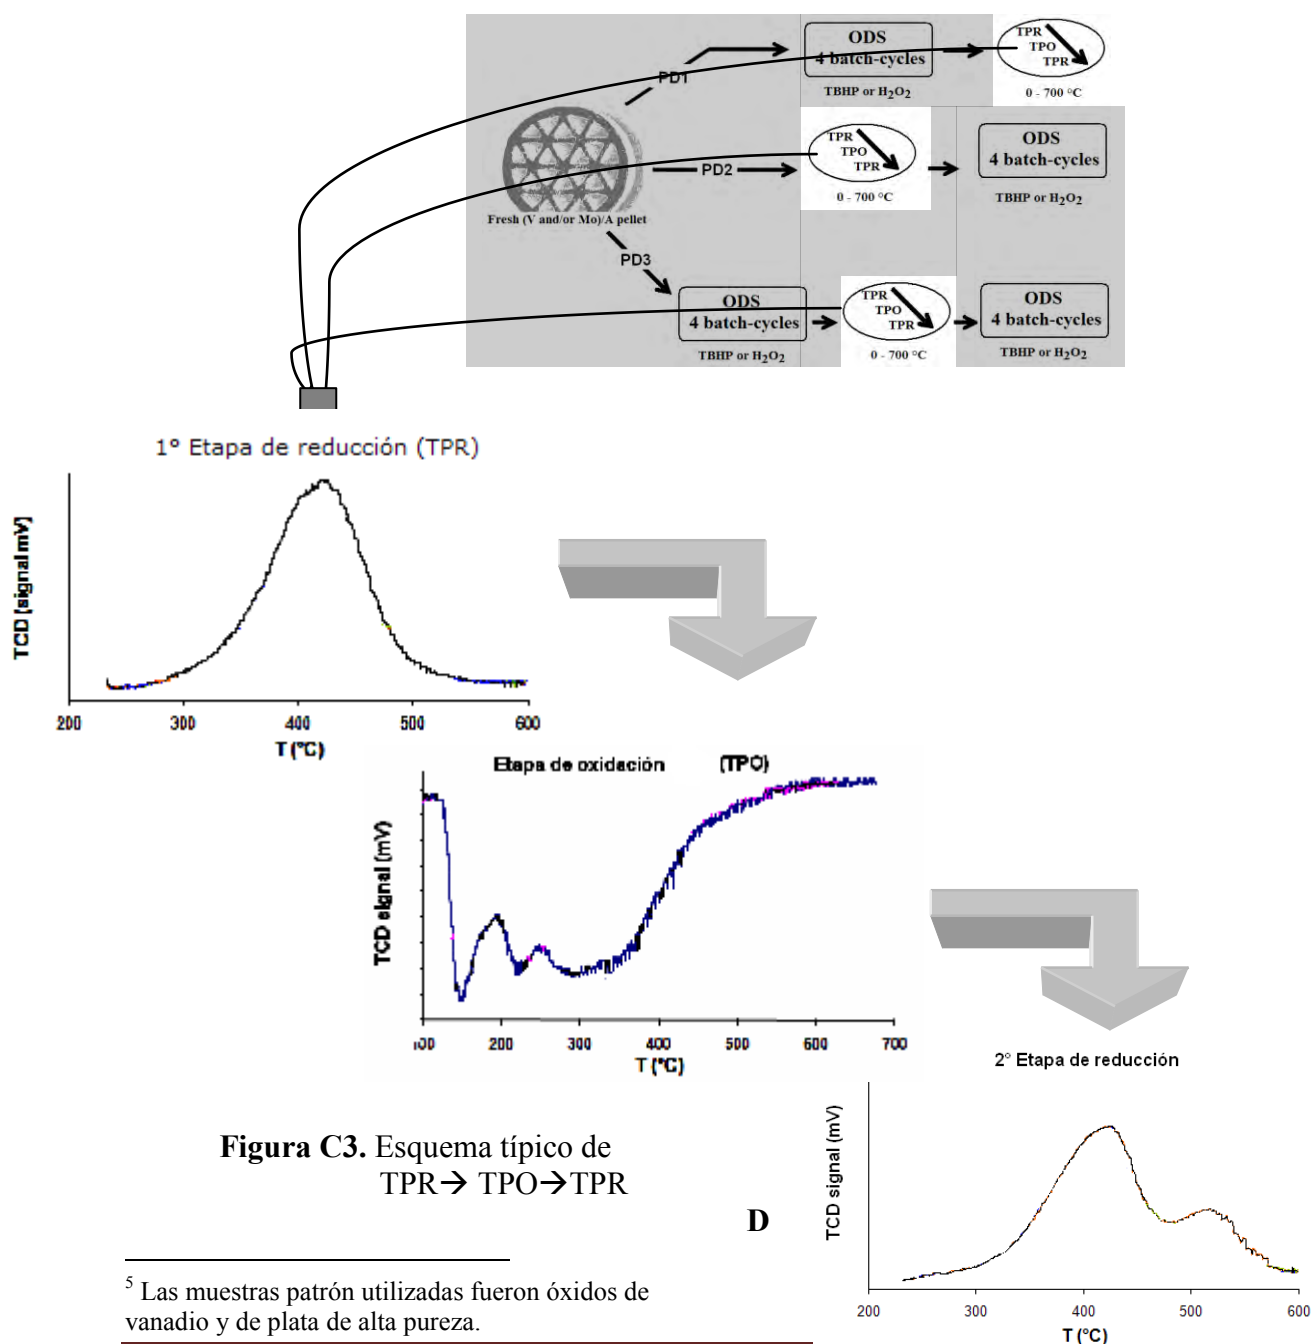 ODS
4 batch-cycles
TBHP or H2O2
TPR
TPO
TPR
0 - 700 °C
PD1
TPR
TPO
TPR
0 - 700 °C
ODS
4 batch-cycles
TBHP or H2O2
PD2
Fresh (V and/or Mo)/A pellet
PD3
ODS
4 batch-cycles
TBHP or H2O2
TPR
TPO
TPR
0 - 700 °C
ODS
4 batch-cycles
TBHP or H2O2
1° Etapa de reducción (TPR)
TCD (signal mV)
200 300 400 500 600
T (°C)
Etapa de oxidación (TPO)
TCD signal (mV)
100 200 300 400 500 600 700
T (°C)
2° Etapa de reducción
TCD signal (mV)
200 300 400 500 600
T (°C)
Figura C3. Esquema típico de
TPR→ TPO→TPR
D
5 Las muestras patrón utilizadas fueron óxidos de
vanadio y de plata de alta pureza.